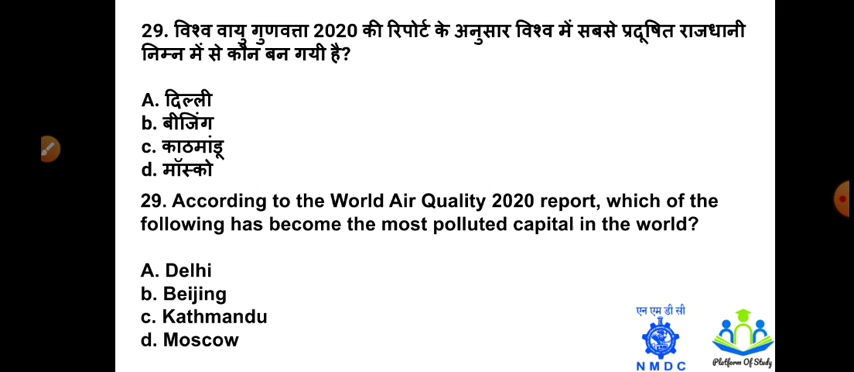 29. विश्व वायु गुणवत्ता 2020 की रिपोर्ट के अनुसार विश्व में सबसे प्रदूषित राजधानी
निम्न में से कौन बन गयी है?
A. दिल्ली
b. बीजिंग
c. काठमांडू
d. मॉस्को
29. According to the World Air Quality 2020 report, which of the
following has become the most polluted capital in the world?
A. Delhi
b. Beijing
c. Kathmandu
d. Moscow
एन एम डी सी
NMDC
Platform Of Study